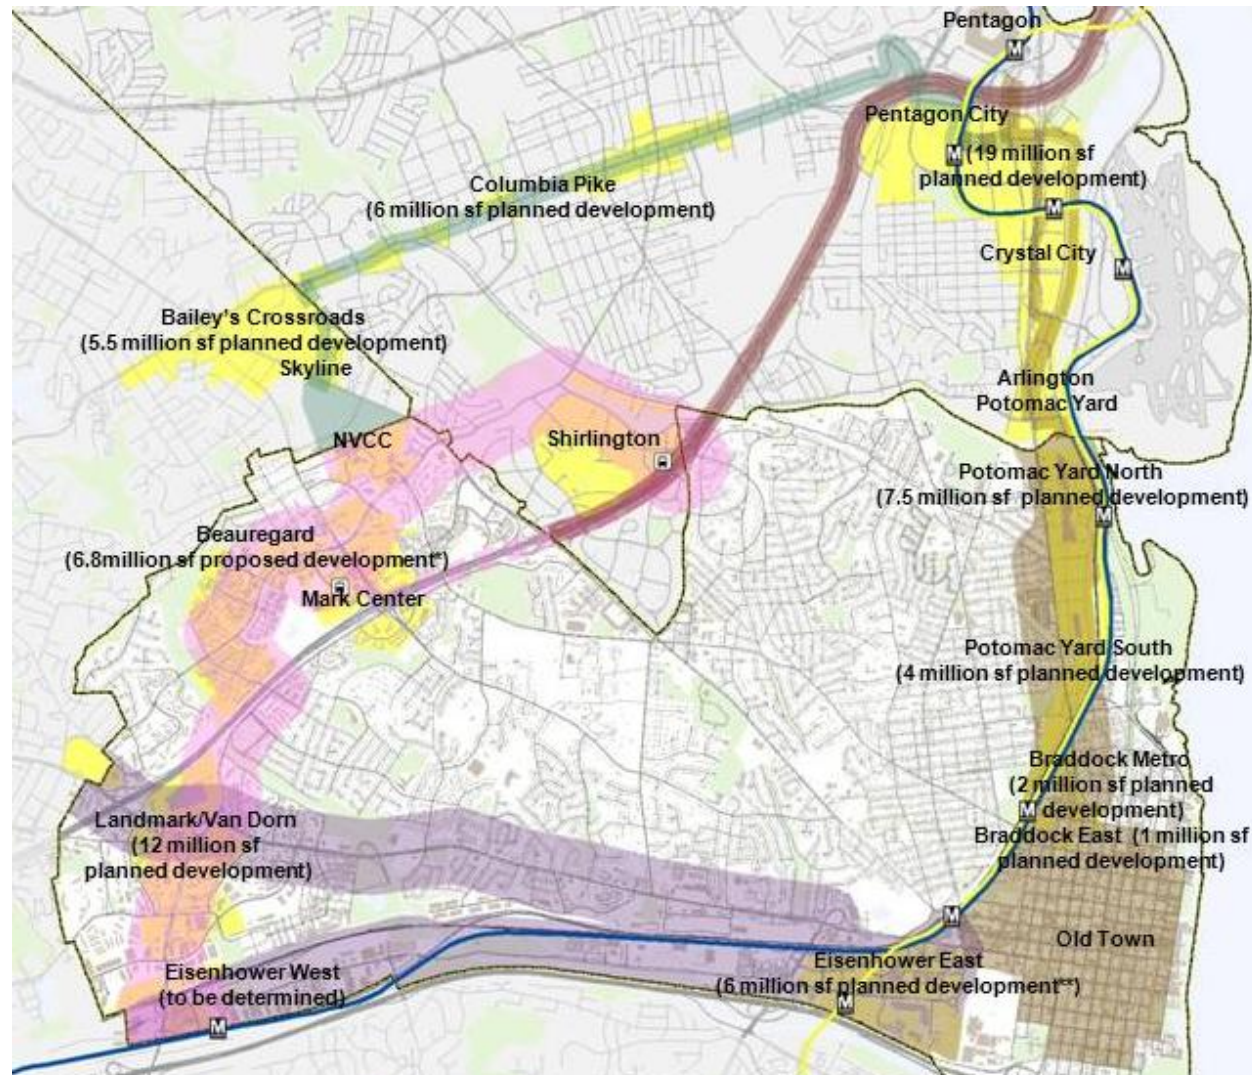 Pentagon
M
Pentagon City
M (19 million sf
planned development)
M
Columbia Pike
(6 million sf planned development)
Crystal City
M
Bailey's Crossroads
(5.5 million sf planned development)
Skyline
Arlington
Potomac Yard
NVCC
Shirlington
Potomac Yard North
(7.5 million sf planned development)
M
Beauregard
(6.8million sf proposed development*)
Mark Center
Potomac Yard South
(4 million sf planned development)
Braddock Metro
(2 million sf planned
M development)
Braddock East (1 million sf
planned development)
Landmark/Van Dorn
(12 million sf
planned development)
M
Old Town
Eisenhower East
(6 million sf planned development**)
M
Eisenhower West
(to be determined)
M